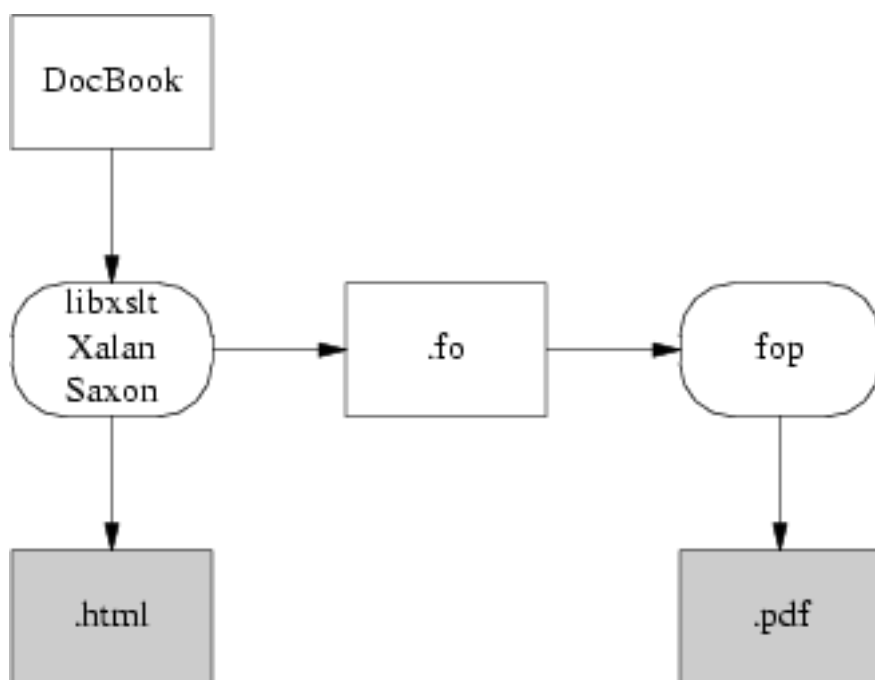 DocBook
libxslt
Xalan
Saxon
.fo
fop
.html
.pdf